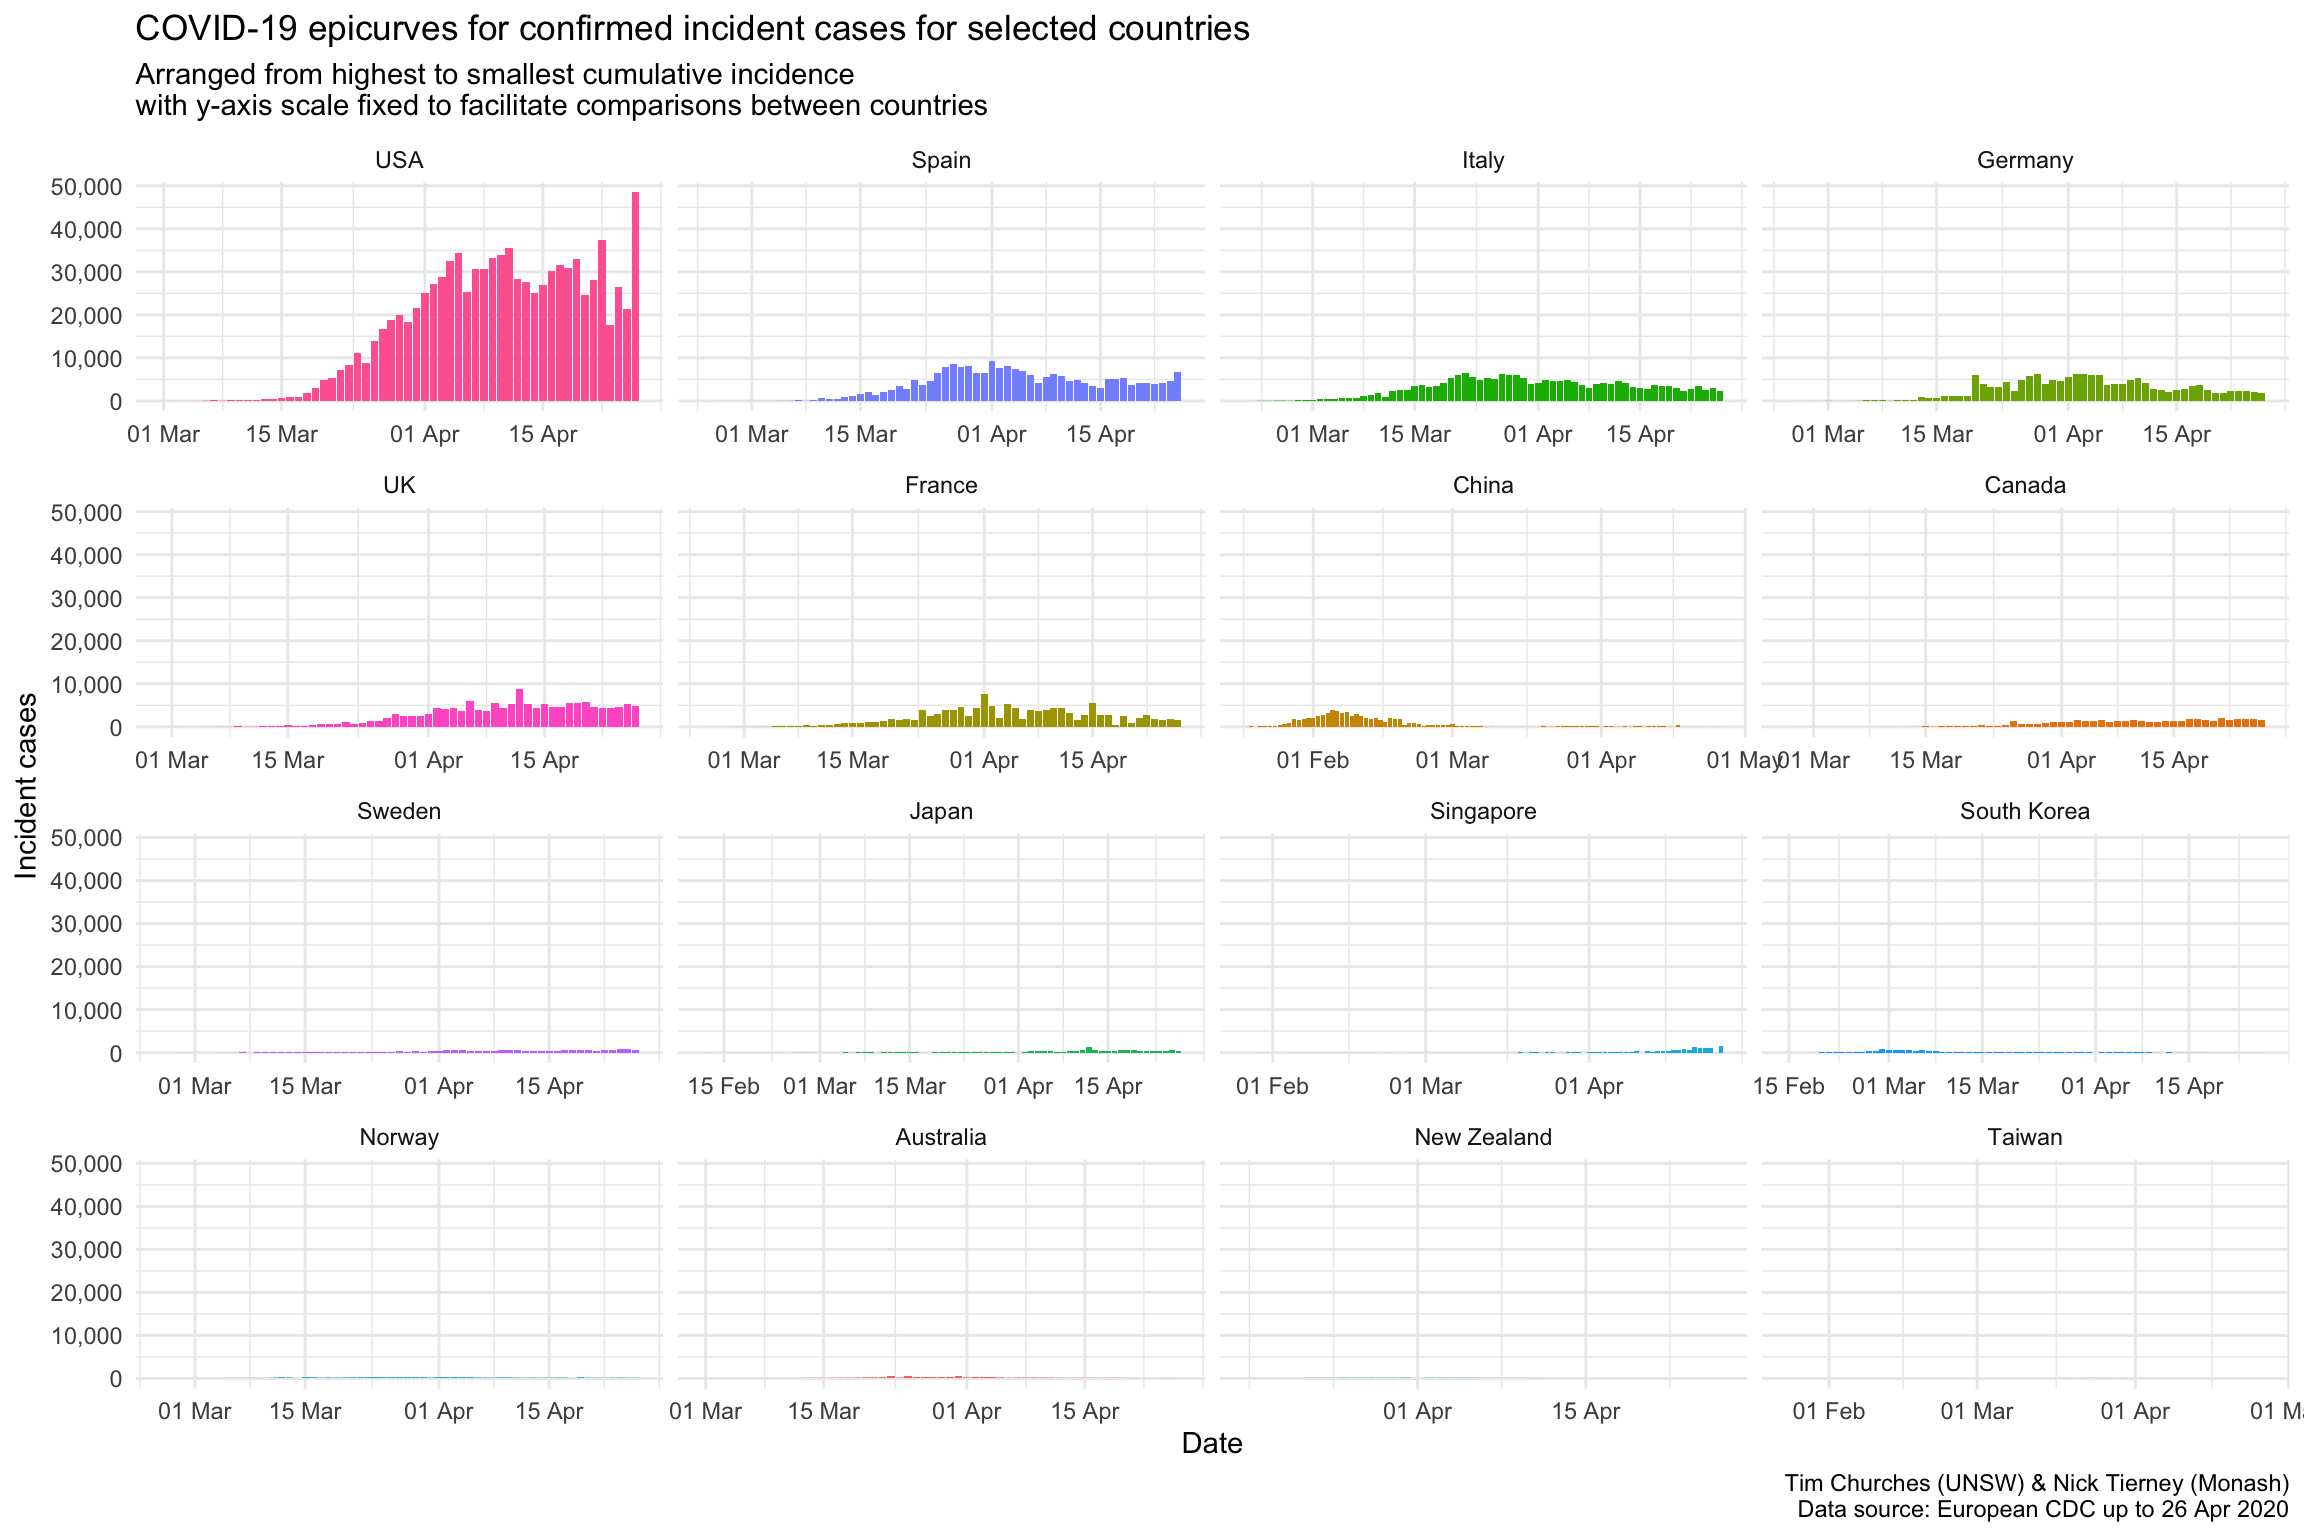 COVID-19 epicurves for confirmed incident cases for selected countries
Arranged from highest to smallest cumulative incidence
with y-axis scale fixed to facilitate comparisons between countries
USA
Spain
Italy
Germany
50,000
40,000
30,000
20,000
10,000
0
01 Mar 15 Mar 01 Apr 15 Apr
01 Mar 15 Mar 01 Apr 15 Apr
01 Mar 15 Mar 01 Apr 15 Apr
01 Mar 15 Mar 01 Apr 15 Apr
UK
France
China
Canada
50,000
40,000
30,000
20,000
10,000
0
01 Mar 15 Mar 01 Apr 15 Apr
01 Mar 15 Mar 01 Apr 15 Apr
01 Feb 01 Mar 01 Apr 01 May
01 Mar 15 Mar 01 Apr 15 Apr
Incident cases
Sweden
Japan
Singapore
South Korea
50,000
40,000
30,000
20,000
10,000
0
01 Mar 15 Mar 01 Apr 15 Apr
15 Feb 01 Mar 15 Mar 01 Apr 15 Apr
01 Feb 01 Mar 01 Apr
15 Feb 01 Mar 15 Mar 01 Apr 15 Apr
Norway
Australia
New Zealand
Taiwan
50,000
40,000
30,000
20,000
10,000
0
01 Mar 15 Mar 01 Apr 15 Apr
01 Mar 15 Mar 01 Apr 15 Apr
01 Apr 15 Apr
01 Feb 01 Mar 01 Apr 01
Date
Tim Churches (UNSW) & Nick Tierney (Monash)
Data source: European CDC up to 26 Apr 2020